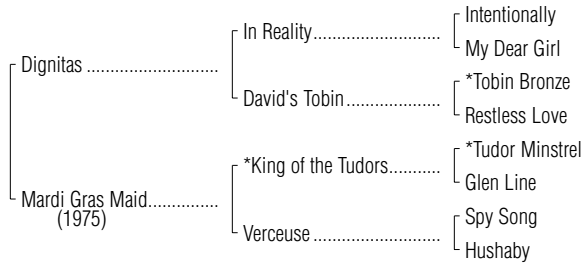 Intentionally
In Reality
My Dear Girl
Dignitas
*Tobin Bronze
David's Tobin
Restless Love
*Tudor Minstrel
*King of the Tudors
Glen Line
Mardi Gras Maid
(1975)
Spy Song
Verceuse
Hushaby